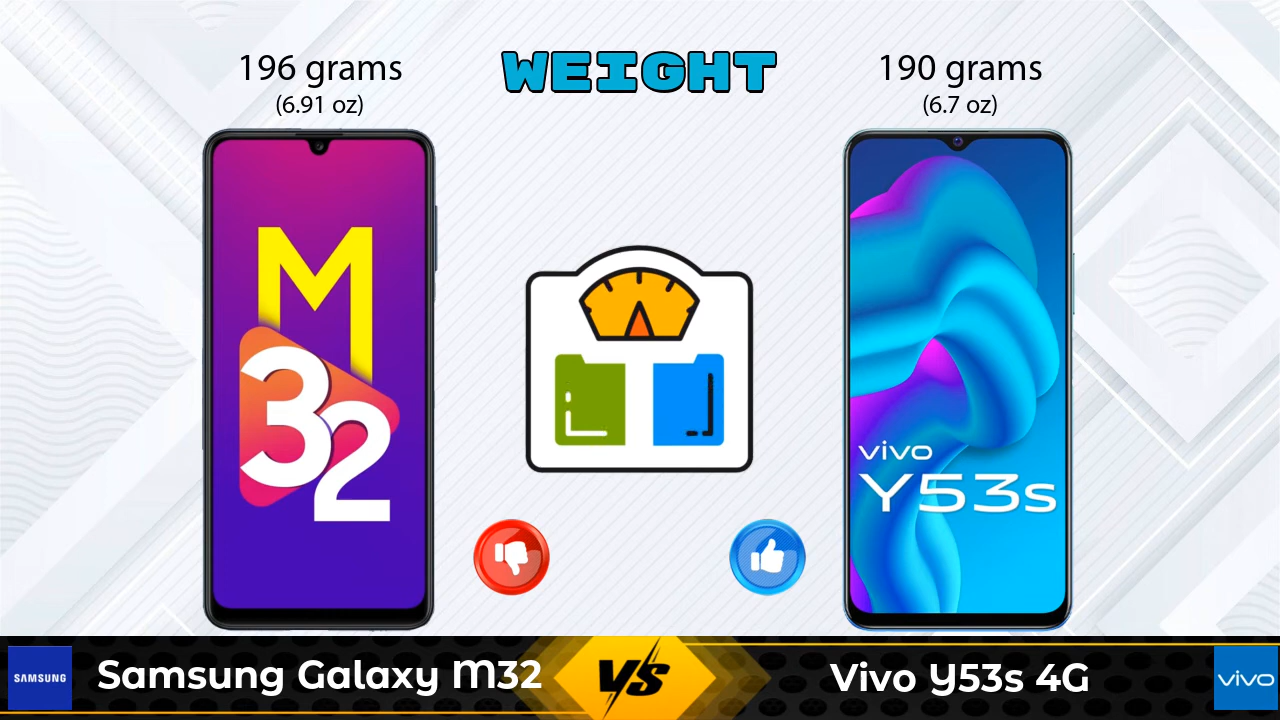 WEIGHT
196 grams
(6.91 oz)
190 grams
(6.7 oz)
M
32
vivo
Y53s
SAMSUNG
Samsung Galaxy M32
VS
Vivo Y53s 4G
vivo